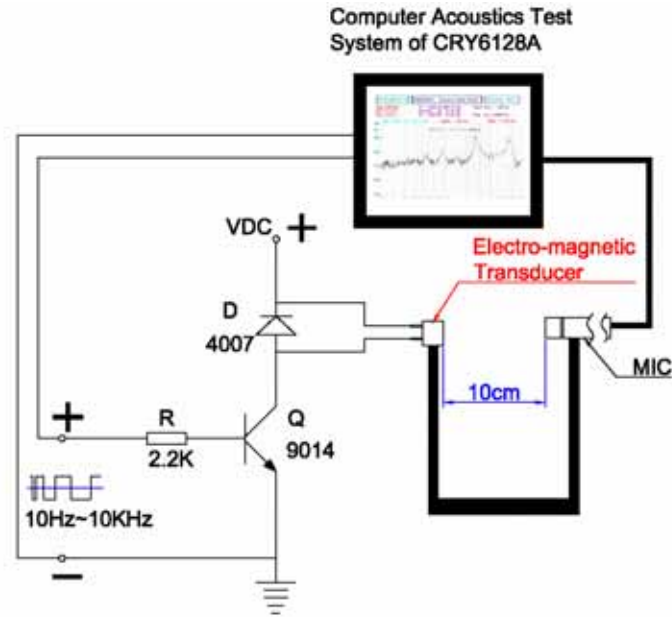 Computer Acoustics Test
System of CRY6128A
VDC +
Electro-magnetic
Transducer
D
4007
MIC
10cm
+
R
Q
2.2K
9014
10Hz~10KHz
−